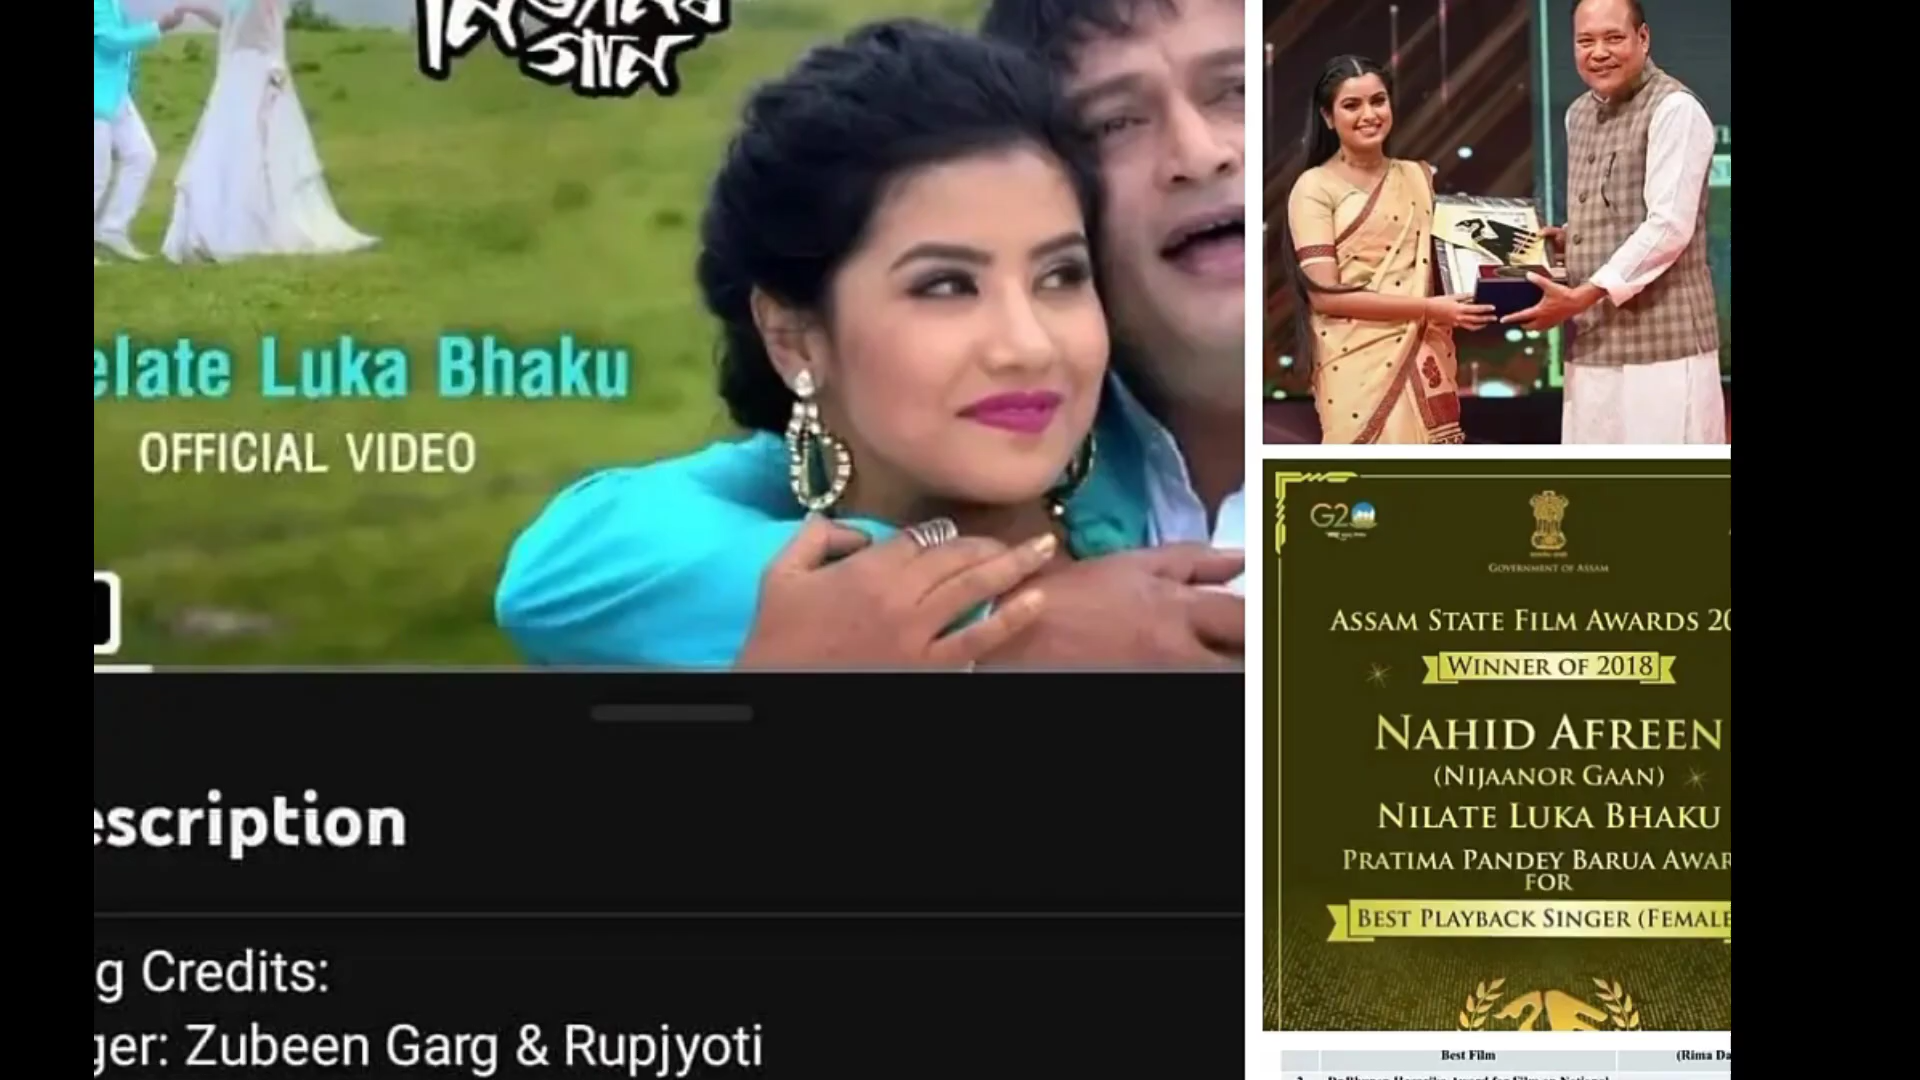 গান
elate Luka Bhaku
OFFICIAL VIDEO
escription
g Credits:
ger: Zubeen Garg & Rupjyoti
G20
GOVERNMENT OF ASSAM
ASSAM STATE FILM AWARDS 20
WINNER OF 2018
NAHID AFREEN
(NIJAANOR GAAN)
NILATE LUKA BHAKU
PRATIMA PANDEY BARUA AWAR
FOR
BEST PLAYBACK SINGER (FEMALE
Best Film
(Rima Da